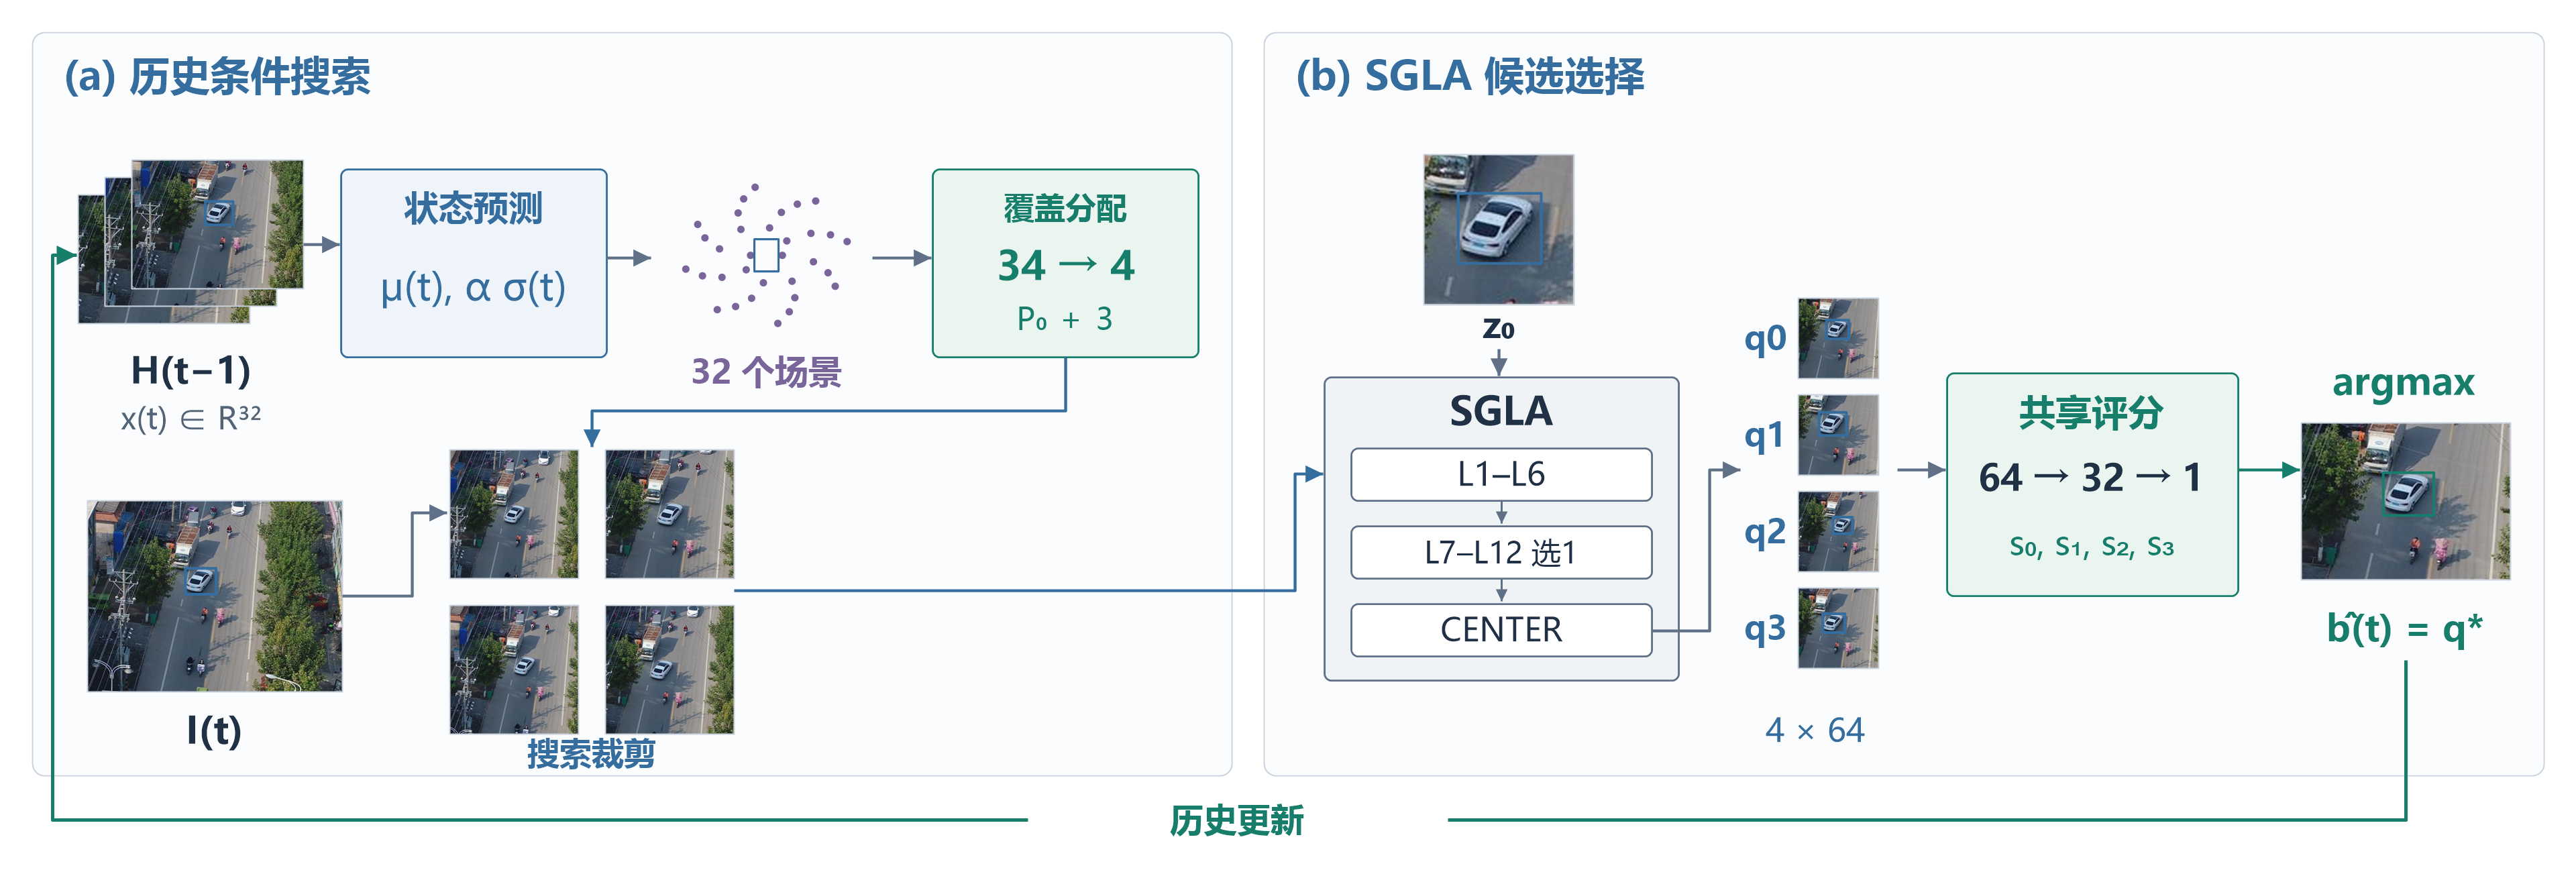 (a) 历史条件搜索
状态预测
μ(t), α σ(t)
32 个场景
覆盖分配
34 → 4
P₀ + 3
H(t−1)
x(t) ∈ R³²
I(t)
搜索裁剪
(b) SGLA 候选选择
z₀
SGLA
L1–L6
L7–L12 选1
CENTER
q0
q1
q2
q3
4 × 64
共享评分
64 → 32 → 1
s₀, s₁, s₂, s₃
argmax
b̂(t) = q*
历史更新